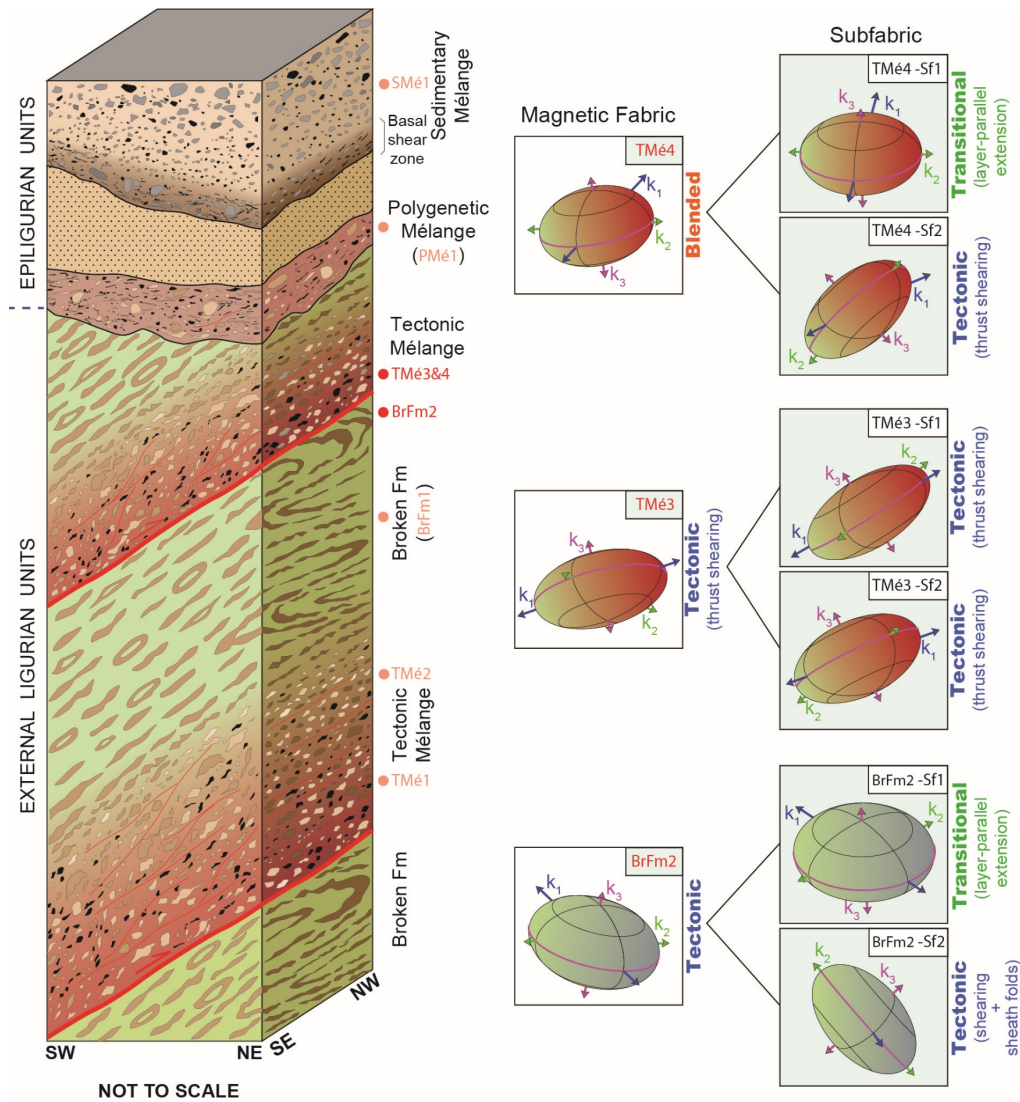 EPILIGURIAN UNITS
EXTERNAL LIGURIAN UNITS
SMé1
Sedimentary
Mélange
Basal
shear
zone
Polygenetic
Mélange
(PMé1)
Tectonic
Mélange
TMé3&4
BrFm2
Broken Fm
(BrFm1)
TMé2
Tectonic
Mélange
TMé1
Broken Fm
SW
NE
SE
NW
NOT TO SCALE
Magnetic Fabric
Subfabric
TMé4
k1
k2
k3
Blended
TMé4 -Sf1
k3
k1
k2
Transitional
(layer-parallel
extension)
TMé4 -Sf2
k1
k3
k2
Tectonic
(thrust shearing)
TMé3
k3
k1
k2
Tectonic
(thrust shearing)
TMé3 -Sf1
k2
k3
k1
Tectonic
(thrust shearing)
TMé3 -Sf2
k3
k1
k2
Tectonic
(thrust shearing)
BrFm2
k1
k3
k2
Tectonic
BrFm2 -Sf1
k1
k2
k3
Transitional
(layer-parallel
extension)
BrFm2 -Sf2
k2
k3
Tectonic
(shearing
+
sheath folds)